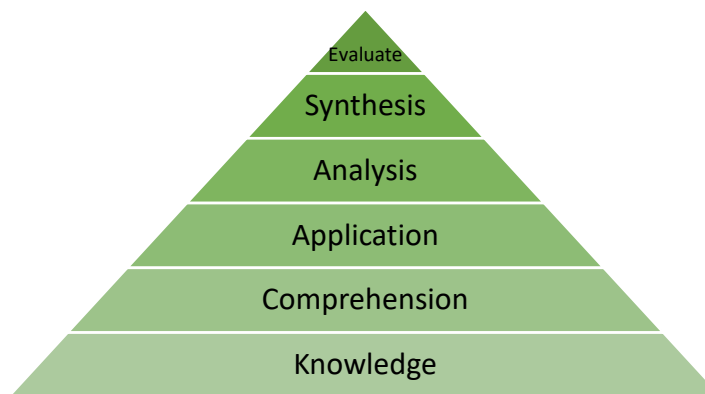 Evaluate
Synthesis
Analysis
Application
Comprehension
Knowledge